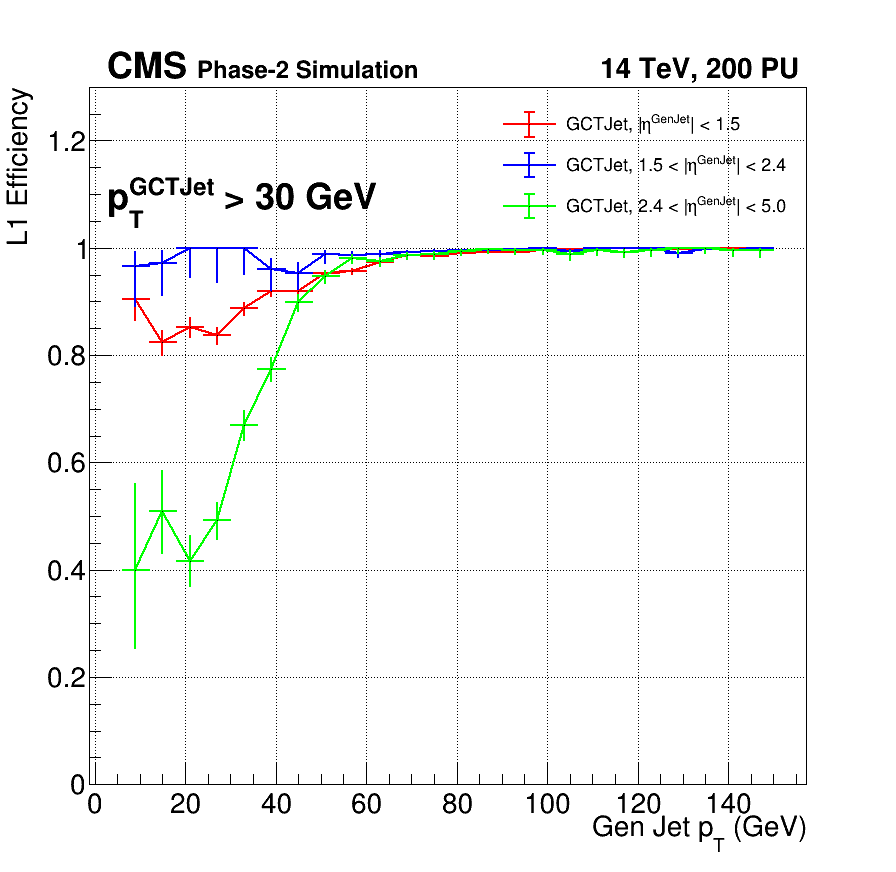 CMS Phase-2 Simulation 14 TeV, 200 PU
L1 Efficiency
GCTJet, |η^GenJet| < 1.5
GCTJet, 1.5 < |η^GenJet| < 2.4
GCTJet, 2.4 < |η^GenJet| < 5.0
p_T^GCTJet > 30 GeV
1.2
1
0.8
0.6
0.4
0.2
0
0 20 40 60 80 100 120 140
Gen Jet p_T (GeV)